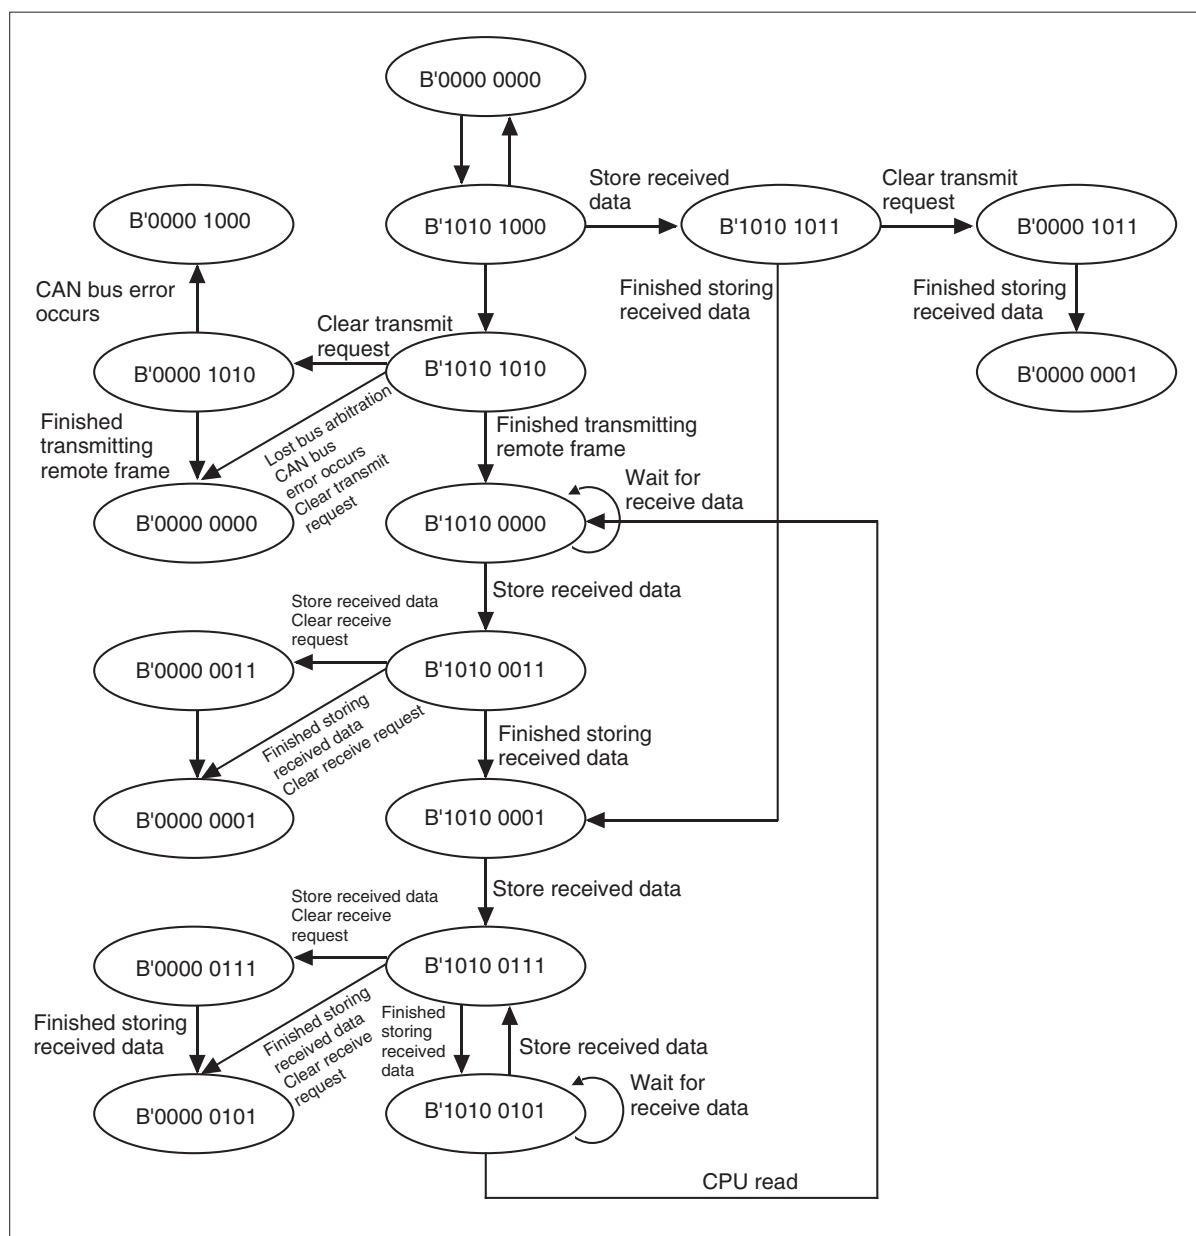 B'0000 0000
Store received
data
Clear transmit
request
B'0000 1000
B'1010 1000
B'1010 1011
B'0000 1011
CAN bus error
occurs
Finished storing
received data
Finished storing
received data
Clear transmit
request
B'0000 1010
B'1010 1010
B'0000 0001
Finished
transmitting
remote frame
Lost bus arbitration
CAN bus
error occurs
Clear transmit
request
Finished transmitting
remote frame
Wait for
receive data
B'0000 0000
B'1010 0000
Store received data
Store received data
Clear receive
request
B'0000 0011
B'1010 0011
Finished storing
received data
Clear receive request
Finished storing
received data
B'0000 0001
B'1010 0001
Store received data
Store received data
Clear receive
request
B'0000 0111
B'1010 0111
Finished storing
received data
Finished storing
received data
Clear receive
request
Finished
storing
received
data
Store received data
Wait for
receive data
B'0000 0101
B'1010 0101
CPU read